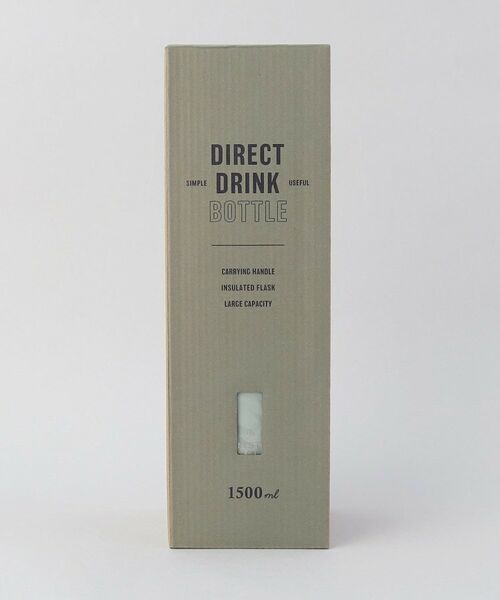 DIRECT
SIMPLE DRINK USEFUL
BOTTLE
CARRYING HANDLE
INSULATED FLASK
LARGE CAPACITY
1500ml